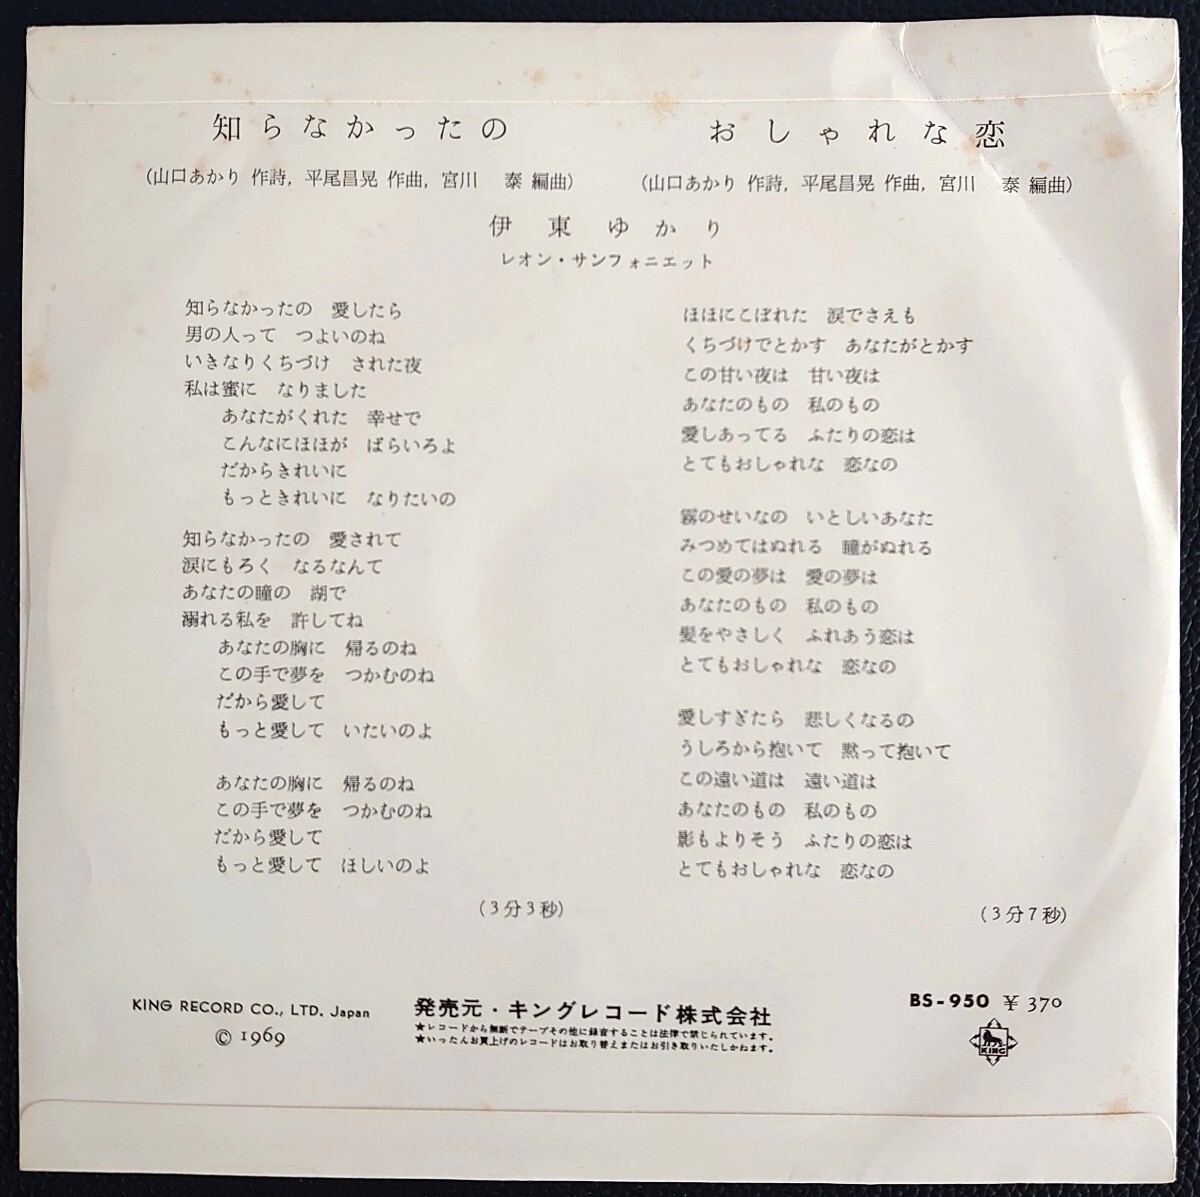 知らなかったの
(山口あかり 作詩, 平尾昌晃 作曲, 宮川 泰 編曲)
おしゃれな恋
(山口あかり 作詩, 平尾昌晃 作曲, 宮川 泰 編曲)
伊東ゆかり
レオン・サンフォニエット
知らなかったの 愛したら
男の人って つよいのね
いきなりくちづけ された夜
私は蜜に なりました
あなたがくれた 幸せで
こんなにほほが ばらいろよ
だからきれいに
もっときれいに なりたいの
知らなかったの 愛されて
涙にもろく なるなんて
あなたの瞳の 湖で
溺れる私を 許してね
あなたの胸に 帰るのね
この手で夢を つかむのね
だから愛して
もっと愛して いたいのよ
あなたの胸に 帰るのね
この手で夢を つかむのね
だから愛して
もっと愛して ほしいのよ
(3分3秒)
ほほにこぼれた 涙でさえも
くちづけでとかす あなたがとかす
この甘い夜は 甘い夜は
あなたのもの 私のもの
愛しあってる ふたりの恋は
とてもおしゃれな 恋なの
霧のせいなの いとしいあなた
みつめてはぬれる 瞳がぬれる
この愛の夢は 愛の夢は
あなたのもの 私のもの
髪をやさしく ふれあう恋は
とてもおしゃれな 恋なの
愛しすぎたら 悲しくなるの
うしろから抱いて 黙って抱いて
この遠い道は 遠い道は
あなたのもの 私のもの
影もよりそう ふたりの恋は
とてもおしゃれな 恋なの
(3分7秒)
KING RECORD CO., LTD. Japan
© 1969
発売元・キングレコード株式会社
★レコードから無断でテープその他に録音することは法律で禁じられています。
★いったんお買上げのレコードはお取り替えまたはお引き取りいたしかねます。
BS-950 ¥ 370
KING